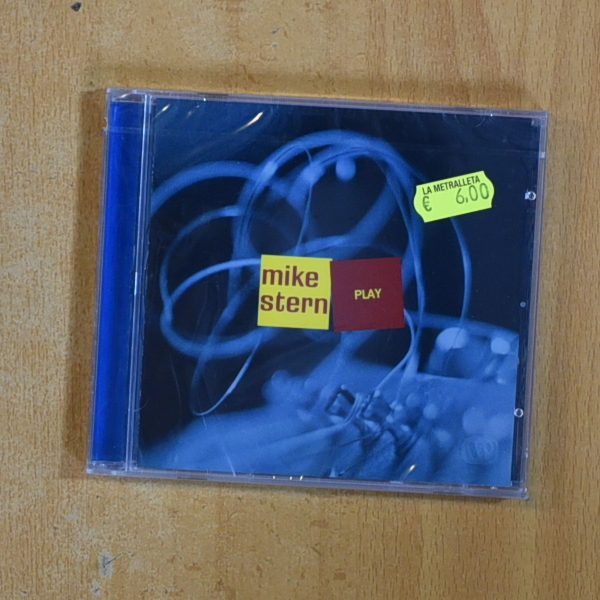 LA METRALLETA
€ 6,00
mike
stern
PLAY